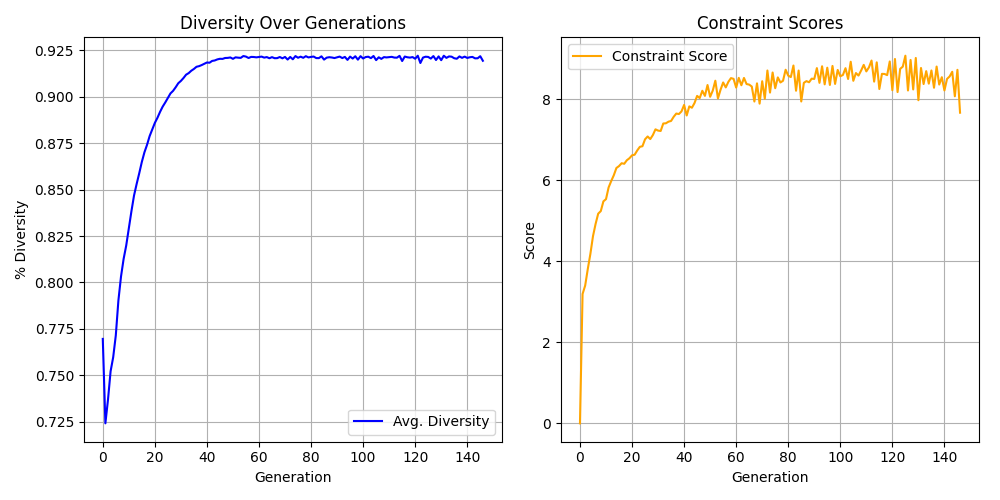 Diversity Over Generations
% Diversity
0.925
0.900
0.875
0.850
0.825
0.800
0.775
0.750
0.725
Avg. Diversity
0 20 40 60 80 100 120 140
Generation
Constraint Scores
Constraint Score
Score
8
6
4
2
0
0 20 40 60 80 100 120 140
Generation